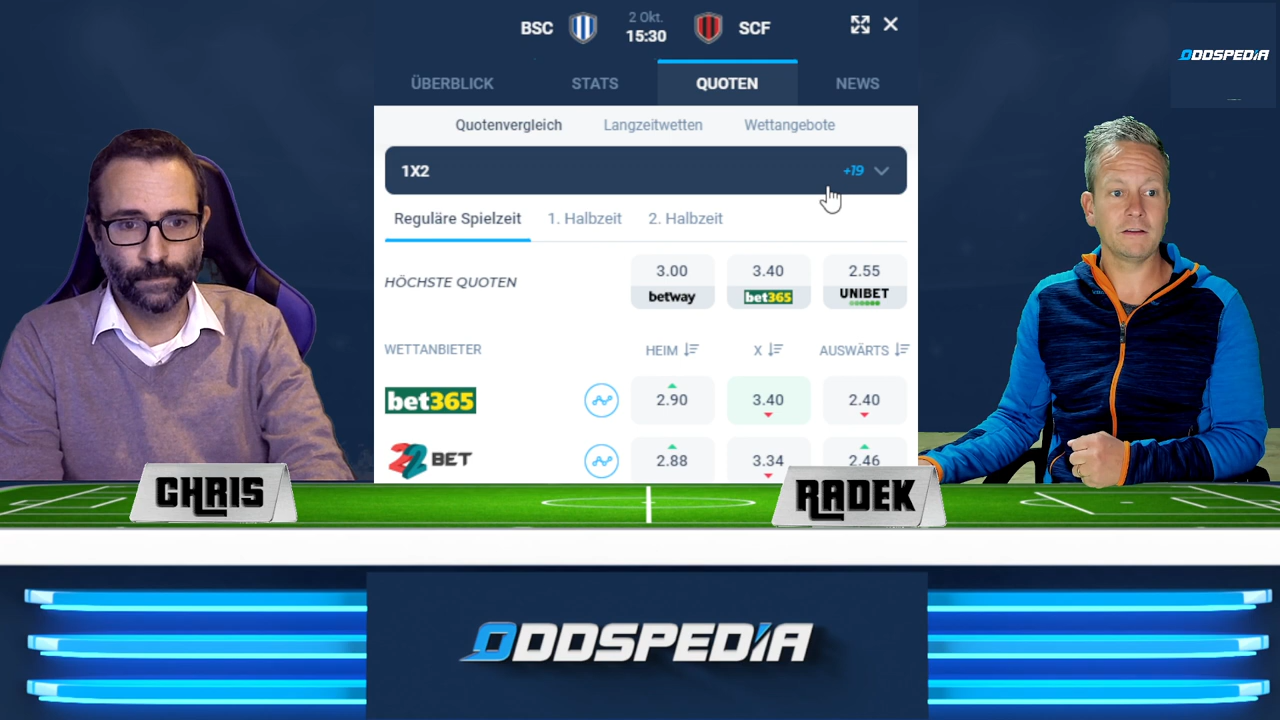 BSC 2 Okt. 15:30 SCF
ODDSPEDIA
ÜBERBLICK STATS QUOTEN NEWS
Quotenvergleich Langzeitwetten Wettangebote
1X2 +19
Reguläre Spielzeit 1. Halbzeit 2. Halbzeit
HÖCHSTE QUOTEN 3.00 3.40 2.55
betway bet365 UNIBET
WETTANBIETER HEIM X AUSWÄRTS
bet365 2.90 3.40 2.40
22 BET 2.88 3.34 2.46
CHRIS RADEK
ODDSPEDIA